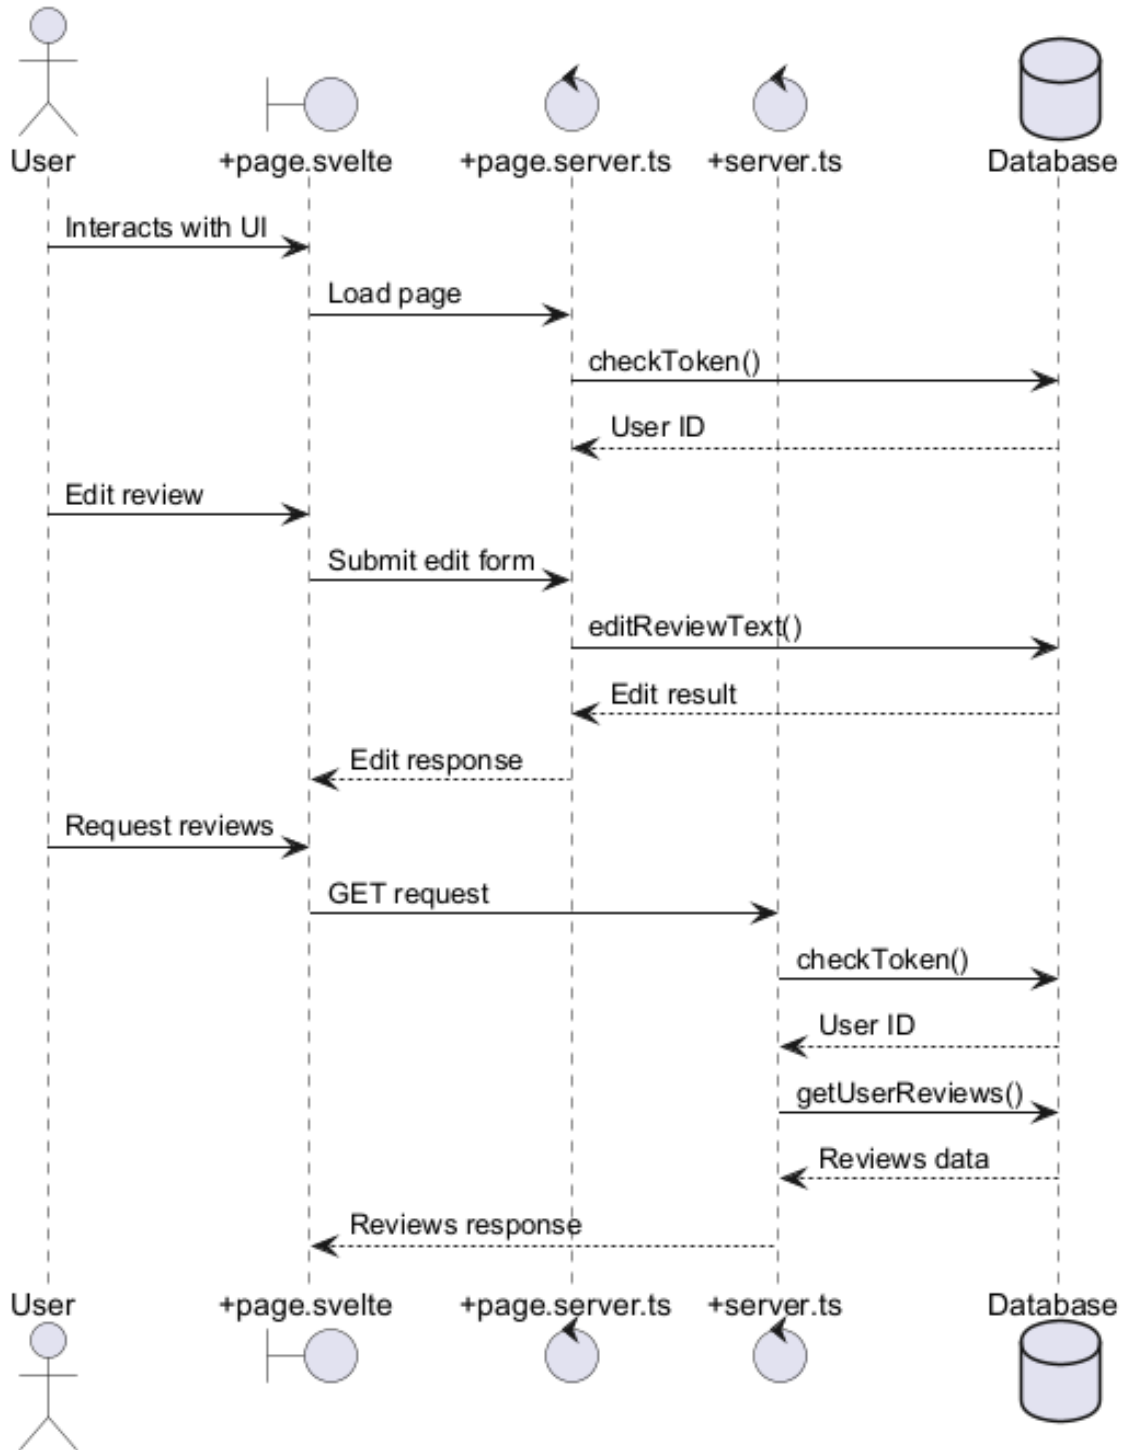 User
+page.svelte
+page.server.ts
+server.ts
Database
Interacts with UI
Load page
checkToken()
User ID
Edit review
Submit edit form
editReviewText()
Edit result
Edit response
Request reviews
GET request
checkToken()
User ID
getUserReviews()
Reviews data
Reviews response
User
+page.svelte
+page.server.ts
+server.ts
Database